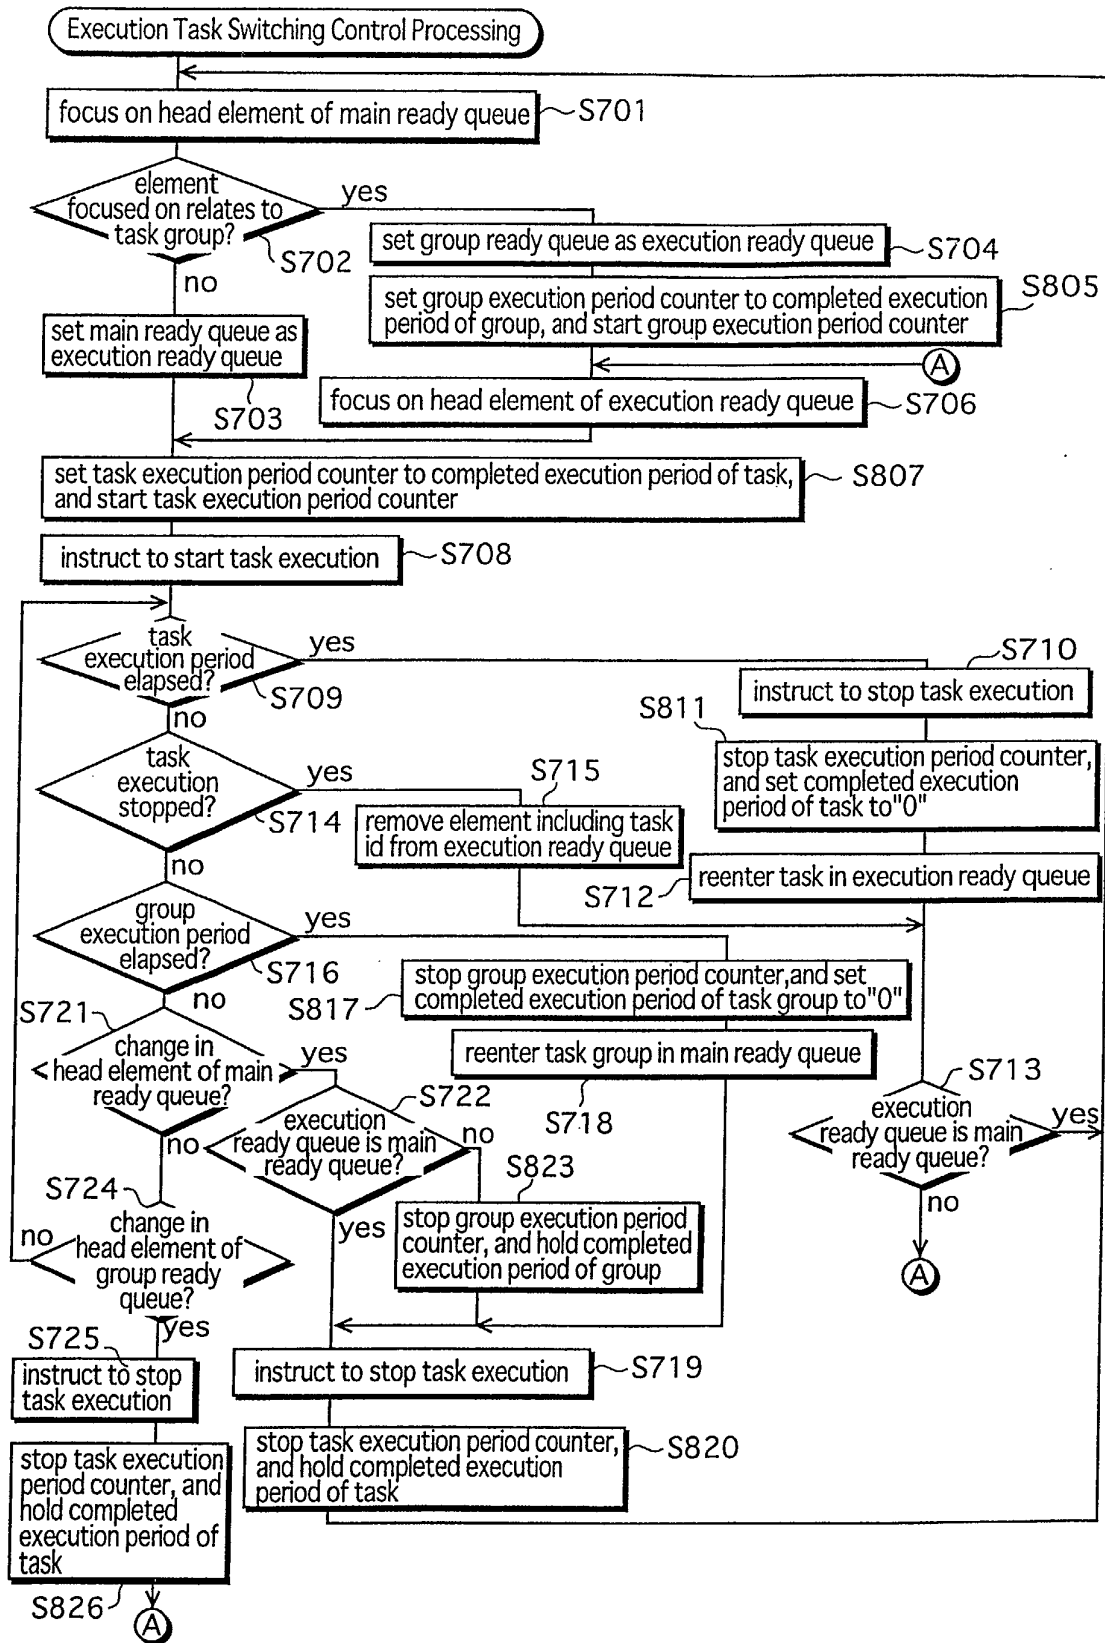 Execution Task Switching Control Processing
focus on head element of main ready queue
S701
element
focused on relates to
task group?
S702
yes
no
set group ready queue as execution ready queue
S704
set group execution period counter to completed execution
period of group, and start group execution period counter
S805
set main ready queue as
execution ready queue
S703
A
focus on head element of execution ready queue
S706
set task execution period counter to completed execution period of task,
and start task execution period counter
S807
instruct to start task execution
S708
task
execution period
elapsed?
S709
yes
no
S710
instruct to stop task execution
S811
stop task execution period counter,
and set completed execution
period of task to"0"
task
execution
stopped?
S714
yes
no
S715
remove element including task
id from execution ready queue
S712
reenter task in execution ready queue
group
execution period
elapsed?
S716
yes
no
S817
stop group execution period counter,and set
completed execution period of task group to"0"
reenter task group in main ready queue
S718
S721
change in
head element of main
ready queue?
yes
no
S722
execution
ready queue is main
ready queue?
no
yes
S713
execution
ready queue is main
ready queue?
yes
no
A
S823
stop group execution period
counter, and hold completed
execution period of group
S724
change in
head element of
group ready
queue?
no
yes
S725
instruct to stop
task execution
instruct to stop task execution
S719
stop task execution period counter,
and hold completed execution
period of task
S820
stop task execution
period counter, and
hold completed
execution period of
task
S826
A